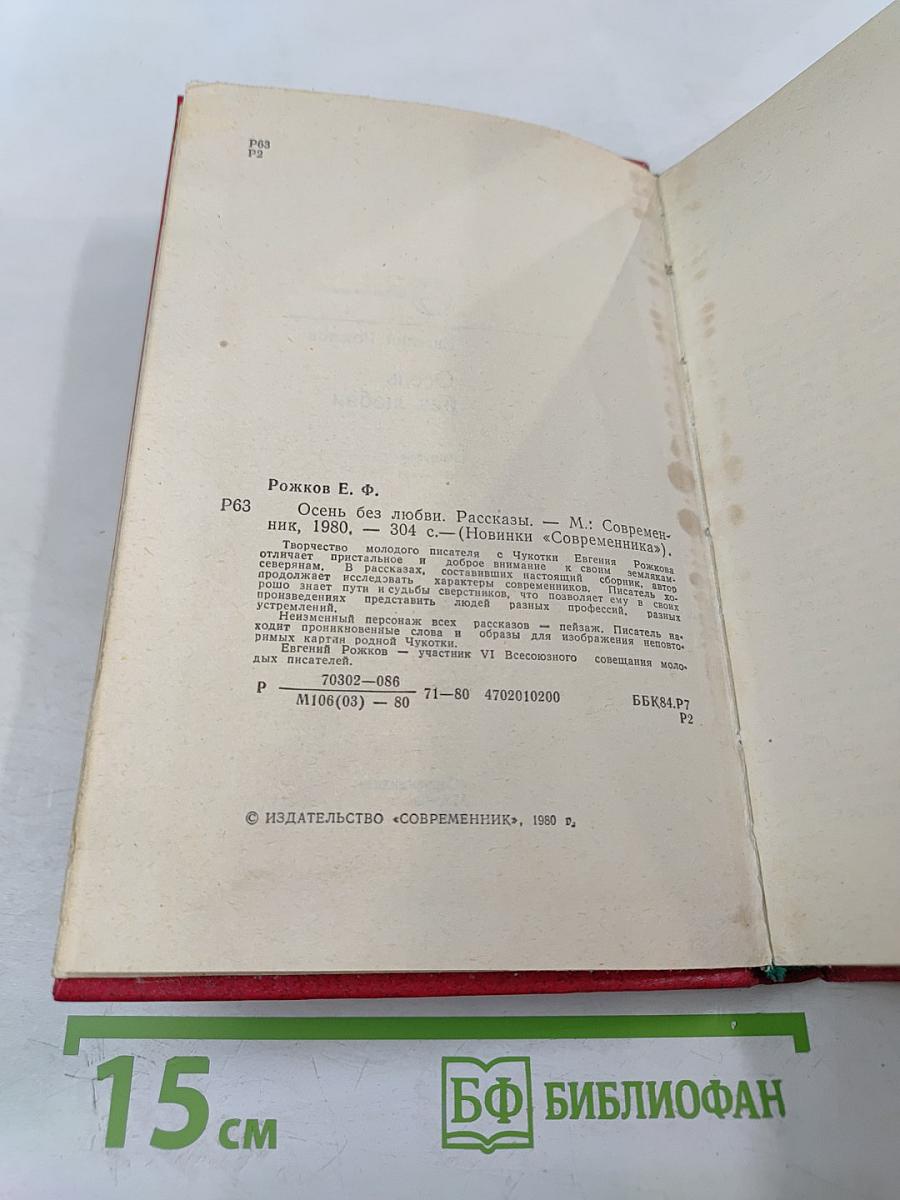 Р63
Р2
Рожков Е. Ф.
Р63 Осень без любви. Рассказы. — М.: Современ-
ник, 1980. — 304 с.—(Новинки «Современника»).
Творчество молодого писателя с Чукотки Евгения Рожкова
отличает пристальное и доброе внимание к своим землякам-
северянам. В рассказах, составивших настоящий сборник, автор
продолжает исследовать характеры современников. Писатель хо-
рошо знает пути и судьбы сверстников, что позволяет ему в своих
произведениях представить людей разных профессий, разных
устремлений.
Неизменный персонаж всех рассказов — пейзаж. Писатель на-
ходит проникновенные слова и образы для изображения неповто-
римых картин родной Чукотки.
Евгений Рожков — участник VI Всесоюзного совещания моло-
дых писателей.
Р 70302—086
М106(03) — 80 71—80 4702010200 ББК84.Р7
Р2
© ИЗДАТЕЛЬСТВО «СОВРЕМЕННИК», 1980 г.
15 см
БФ БИБЛИОФАН